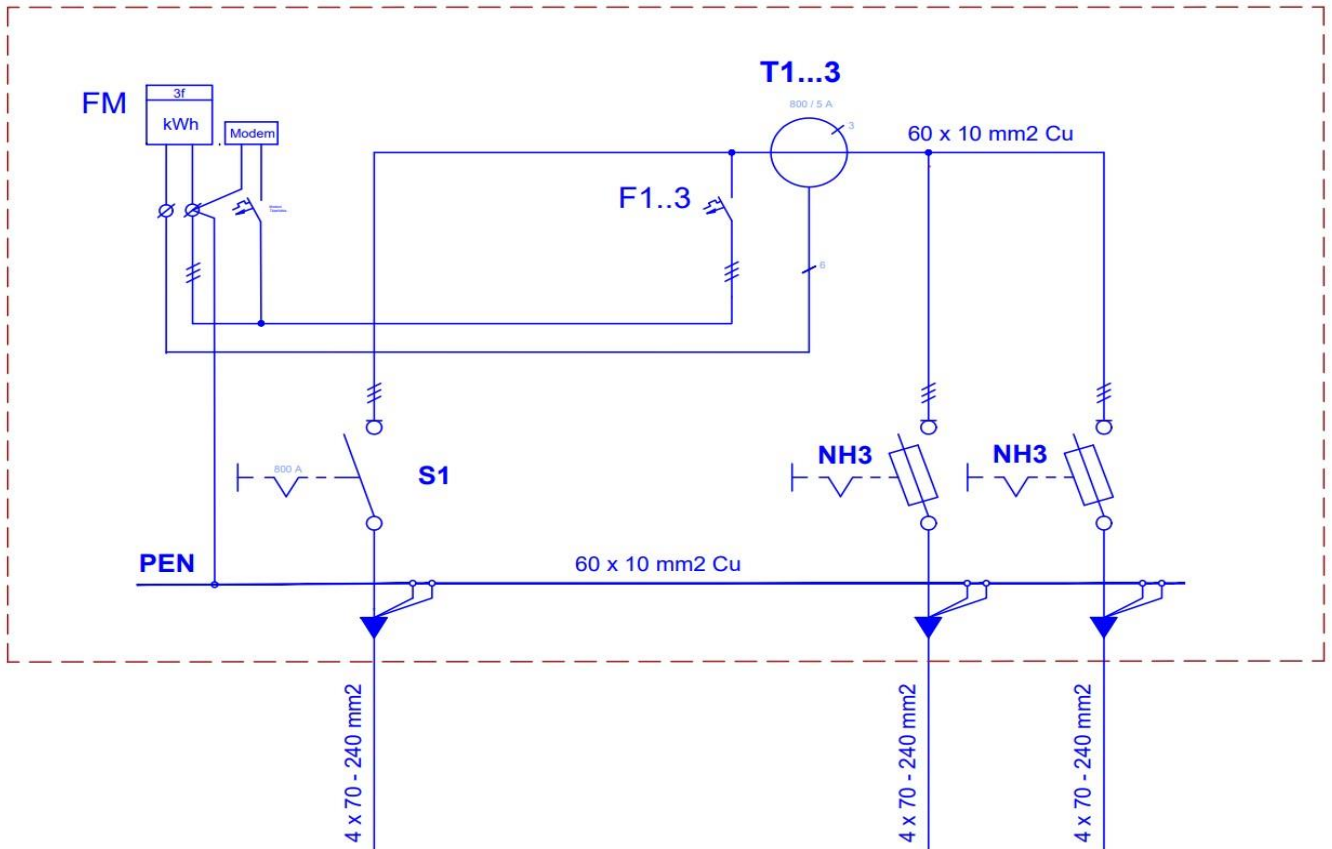 T1...3
800 / 5 A
3
60 x 10 mm2 Cu
FM
3f
kWh
Modem
F1..3
6
800 A
S1
NH3
NH3
PEN
60 x 10 mm2 Cu
4 x 70 - 240 mm2
4 x 70 - 240 mm2
4 x 70 - 240 mm2